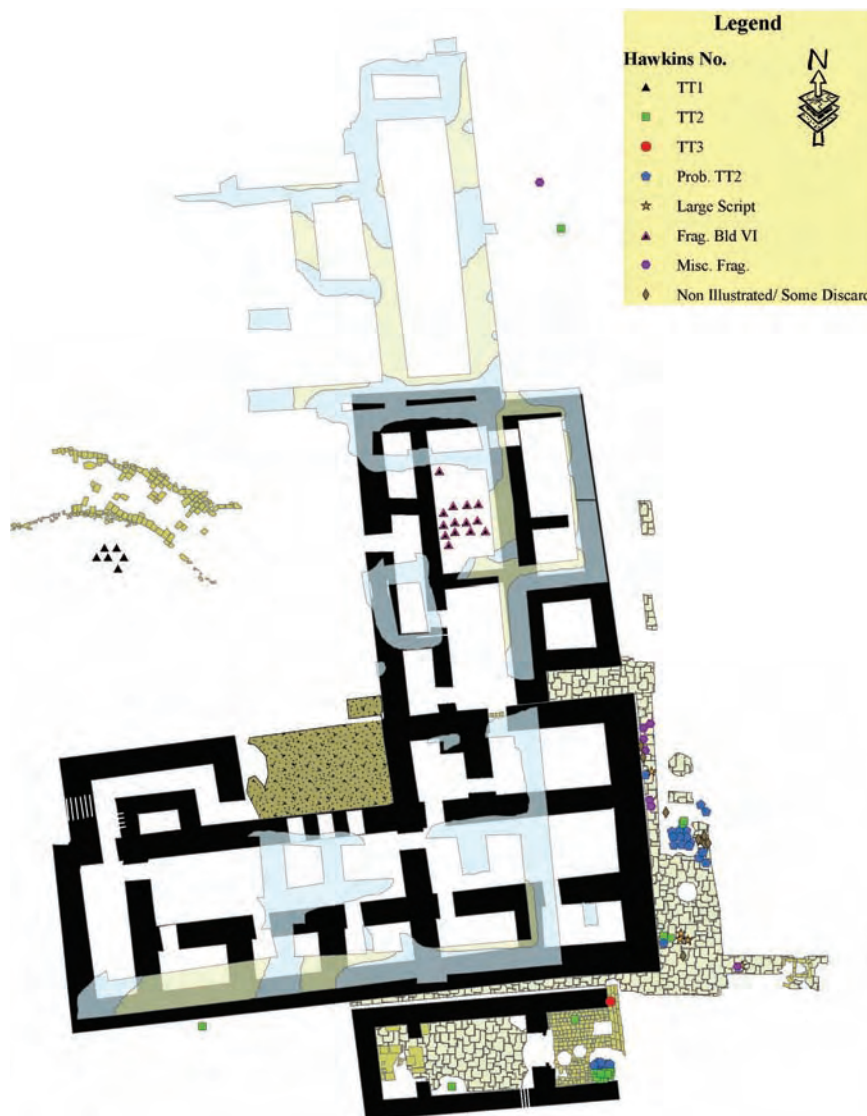 Legend
Hawkins No.
N
TT1
TT2
TT3
Prob. TT2
Large Script
Frag. Bld VI
Misc. Frag.
Non Illustrated/ Some Discard